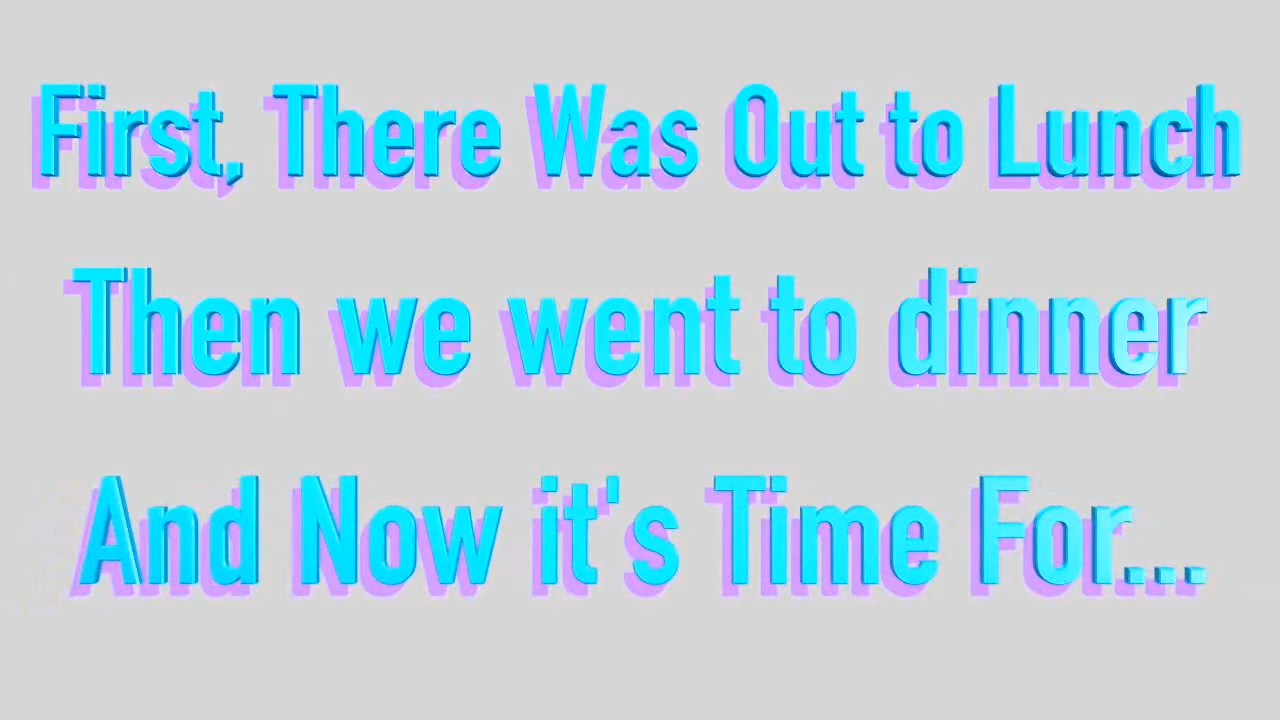 First, There Was Out to Lunch
Then we went to dinner
And Now it's Time For...